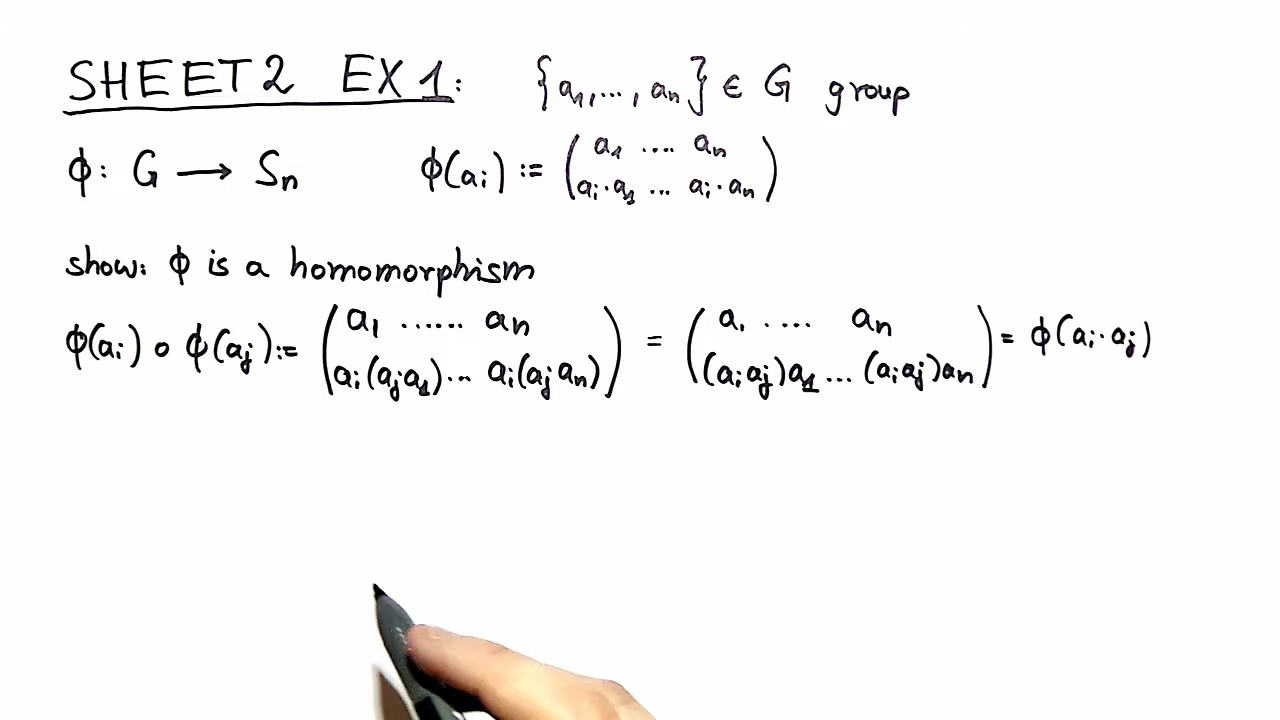 SHEET 2 EX 1: {a₁,..., aₙ} ∈ G group
ϕ: G ⟶ Sₙ ϕ(aᵢ) := ( a₁ .... aₙ
aᵢ·a₁ ... aᵢ·aₙ )
show: ϕ is a homomorphism
ϕ(aᵢ) ∘ ϕ(aⱼ) := ( a₁ ...... aₙ
aᵢ(aⱼa₁)... aᵢ(aⱼaₙ) ) = ( a₁ .... aₙ
(aᵢaⱼ)a₁ ... (aᵢaⱼ)aₙ ) = ϕ(aᵢ·aⱼ)